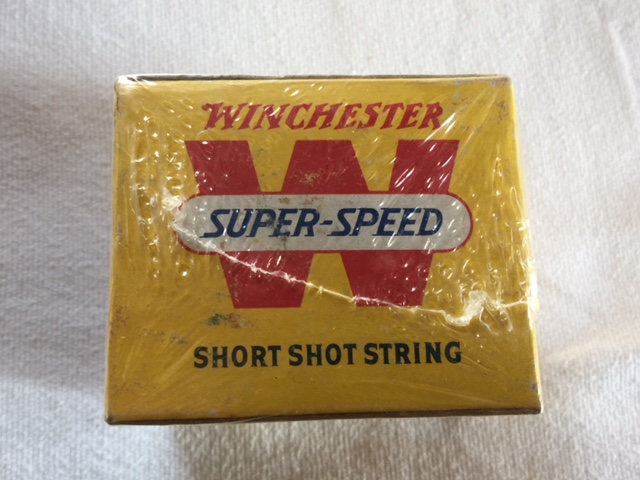 WINCHESTER
W
SUPER-SPEED
SHORT SHOT STRING